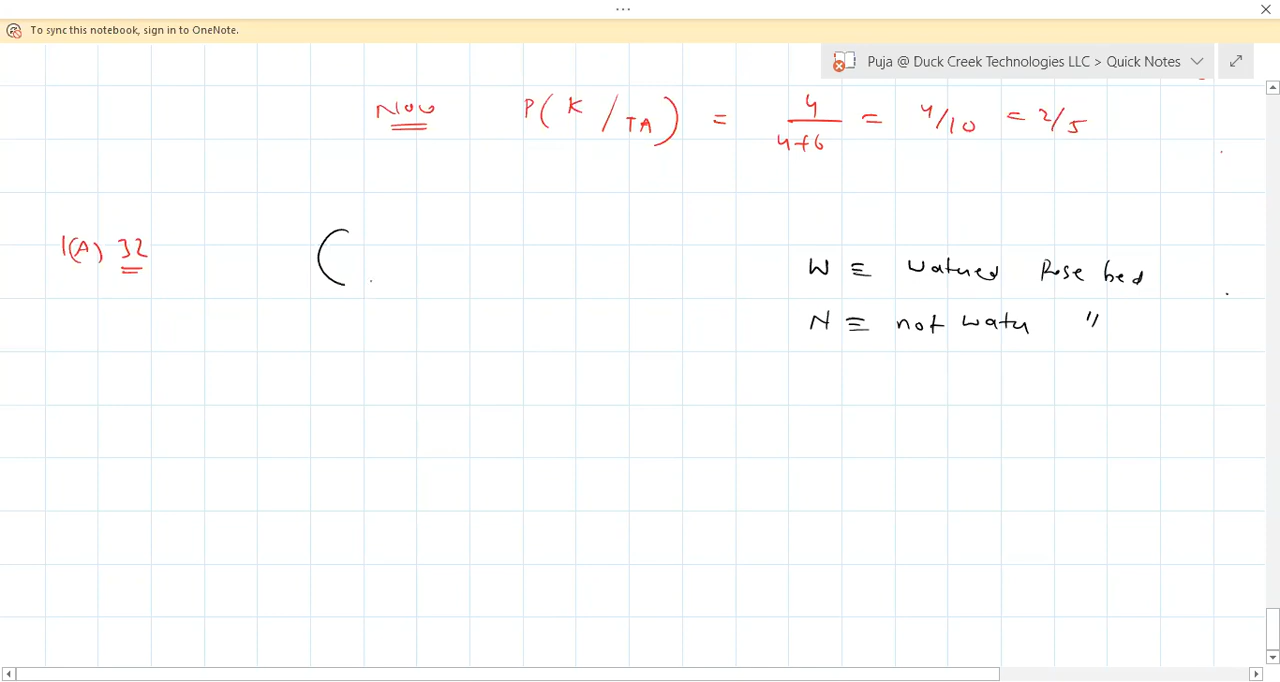 To sync this notebook, sign in to OneNote.
Puja @ Duck Creek Technologies LLC > Quick Notes
Now P(K/TA) = 4/(4+6) = 4/10 = 2/5
1(A) 32 (
W ≡ watered Rose bed
N ≡ not water "